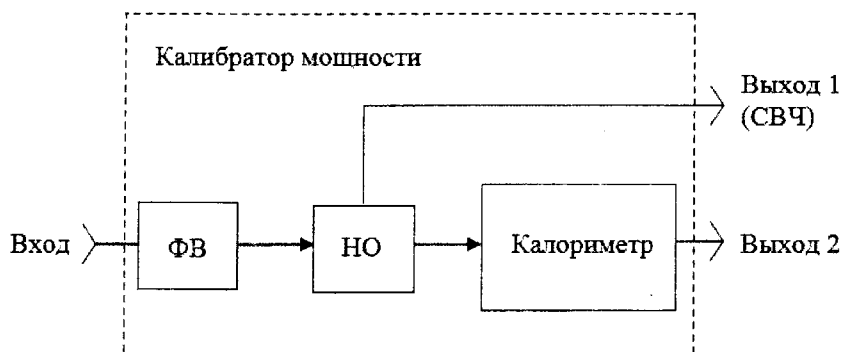 Калибратор мощности
Выход 1
(СВЧ)
Вход
ФВ
НО
Калориметр
Выход 2